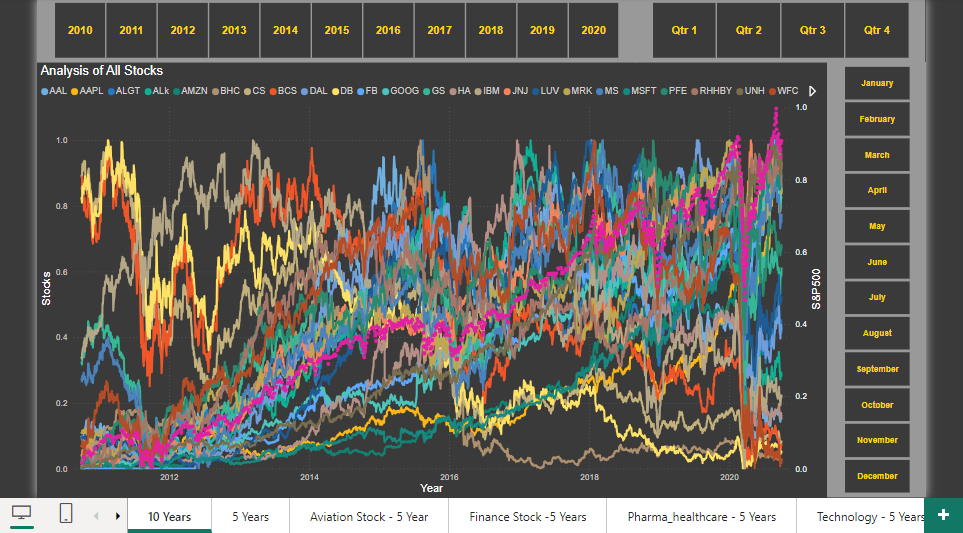 2010 2011 2012 2013 2014 2015 2016 2017 2018 2019 2020 Qtr 1 Qtr 2 Qtr 3 Qtr 4
Analysis of All Stocks
AAL AAPL ALGT ALk AMZN BHC CS BCS DAL DB FB GOOG GS HA IBM JNJ LUV MRK MS MSFT PFE RHHBY UNH WFC
January
February
March
April
May
June
July
August
September
October
November
December
Stocks
1.0
0.8
0.6
0.4
0.2
0.0
S&P500
1.0
0.8
0.6
0.4
0.2
0.0
2012 2014 2016 2018 2020
Year
10 Years 5 Years Aviation Stock - 5 Year Finance Stock -5 Years Pharma_healthcare - 5 Years Technology - 5 Years +